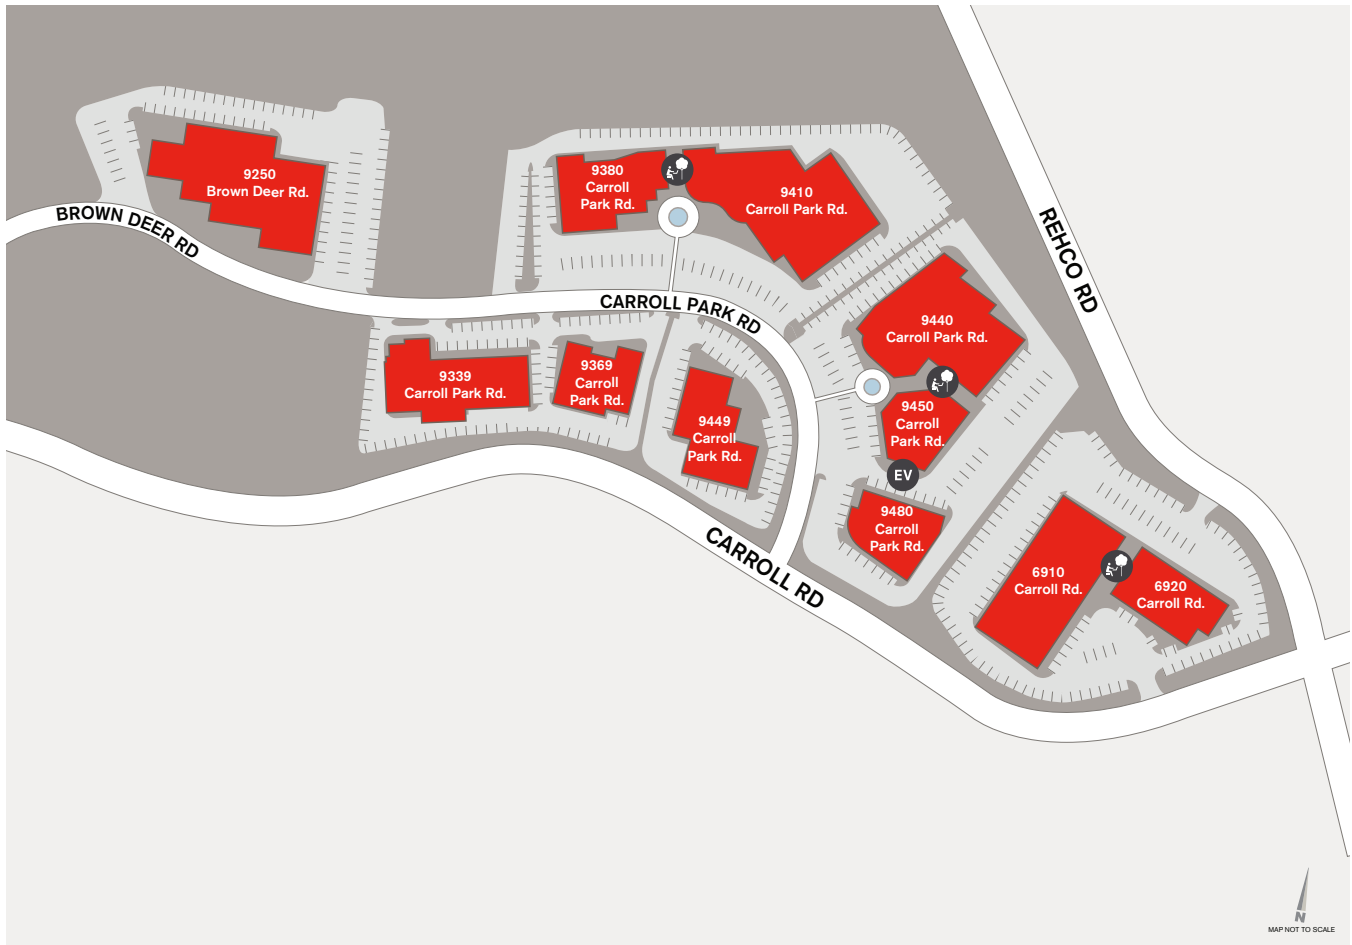 9250
Brown Deer Rd.
BROWN DEER RD
9380
Carroll
Park Rd.
9410
Carroll Park Rd.
REHCO RD
CARROLL PARK RD
9440
Carroll Park Rd.
9339
Carroll Park Rd.
9369
Carroll
Park Rd.
9449
Carroll
Park Rd.
9450
Carroll
Park Rd.
EV
9480
Carroll
Park Rd.
CARROLL RD
6910
Carroll Rd.
6920
Carroll Rd.
N
MAP NOT TO SCALE